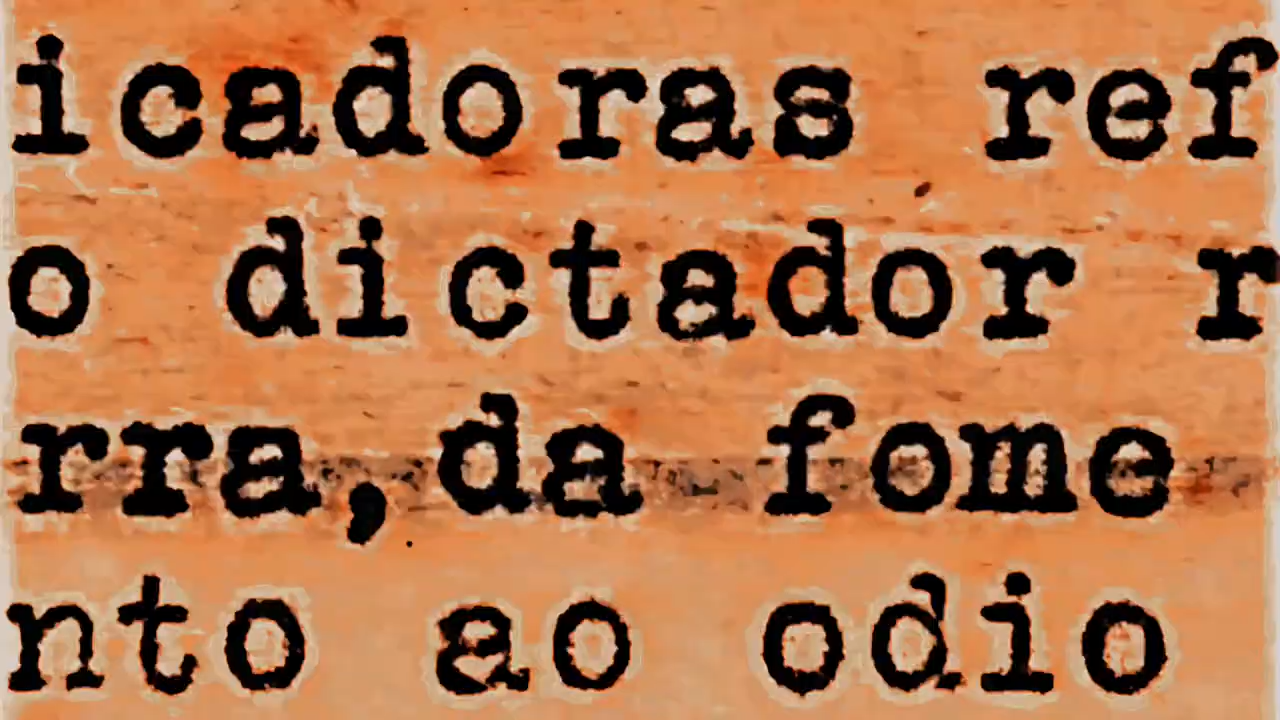 icadoras ref
o dictador r
rra,da fome
nto ao odio